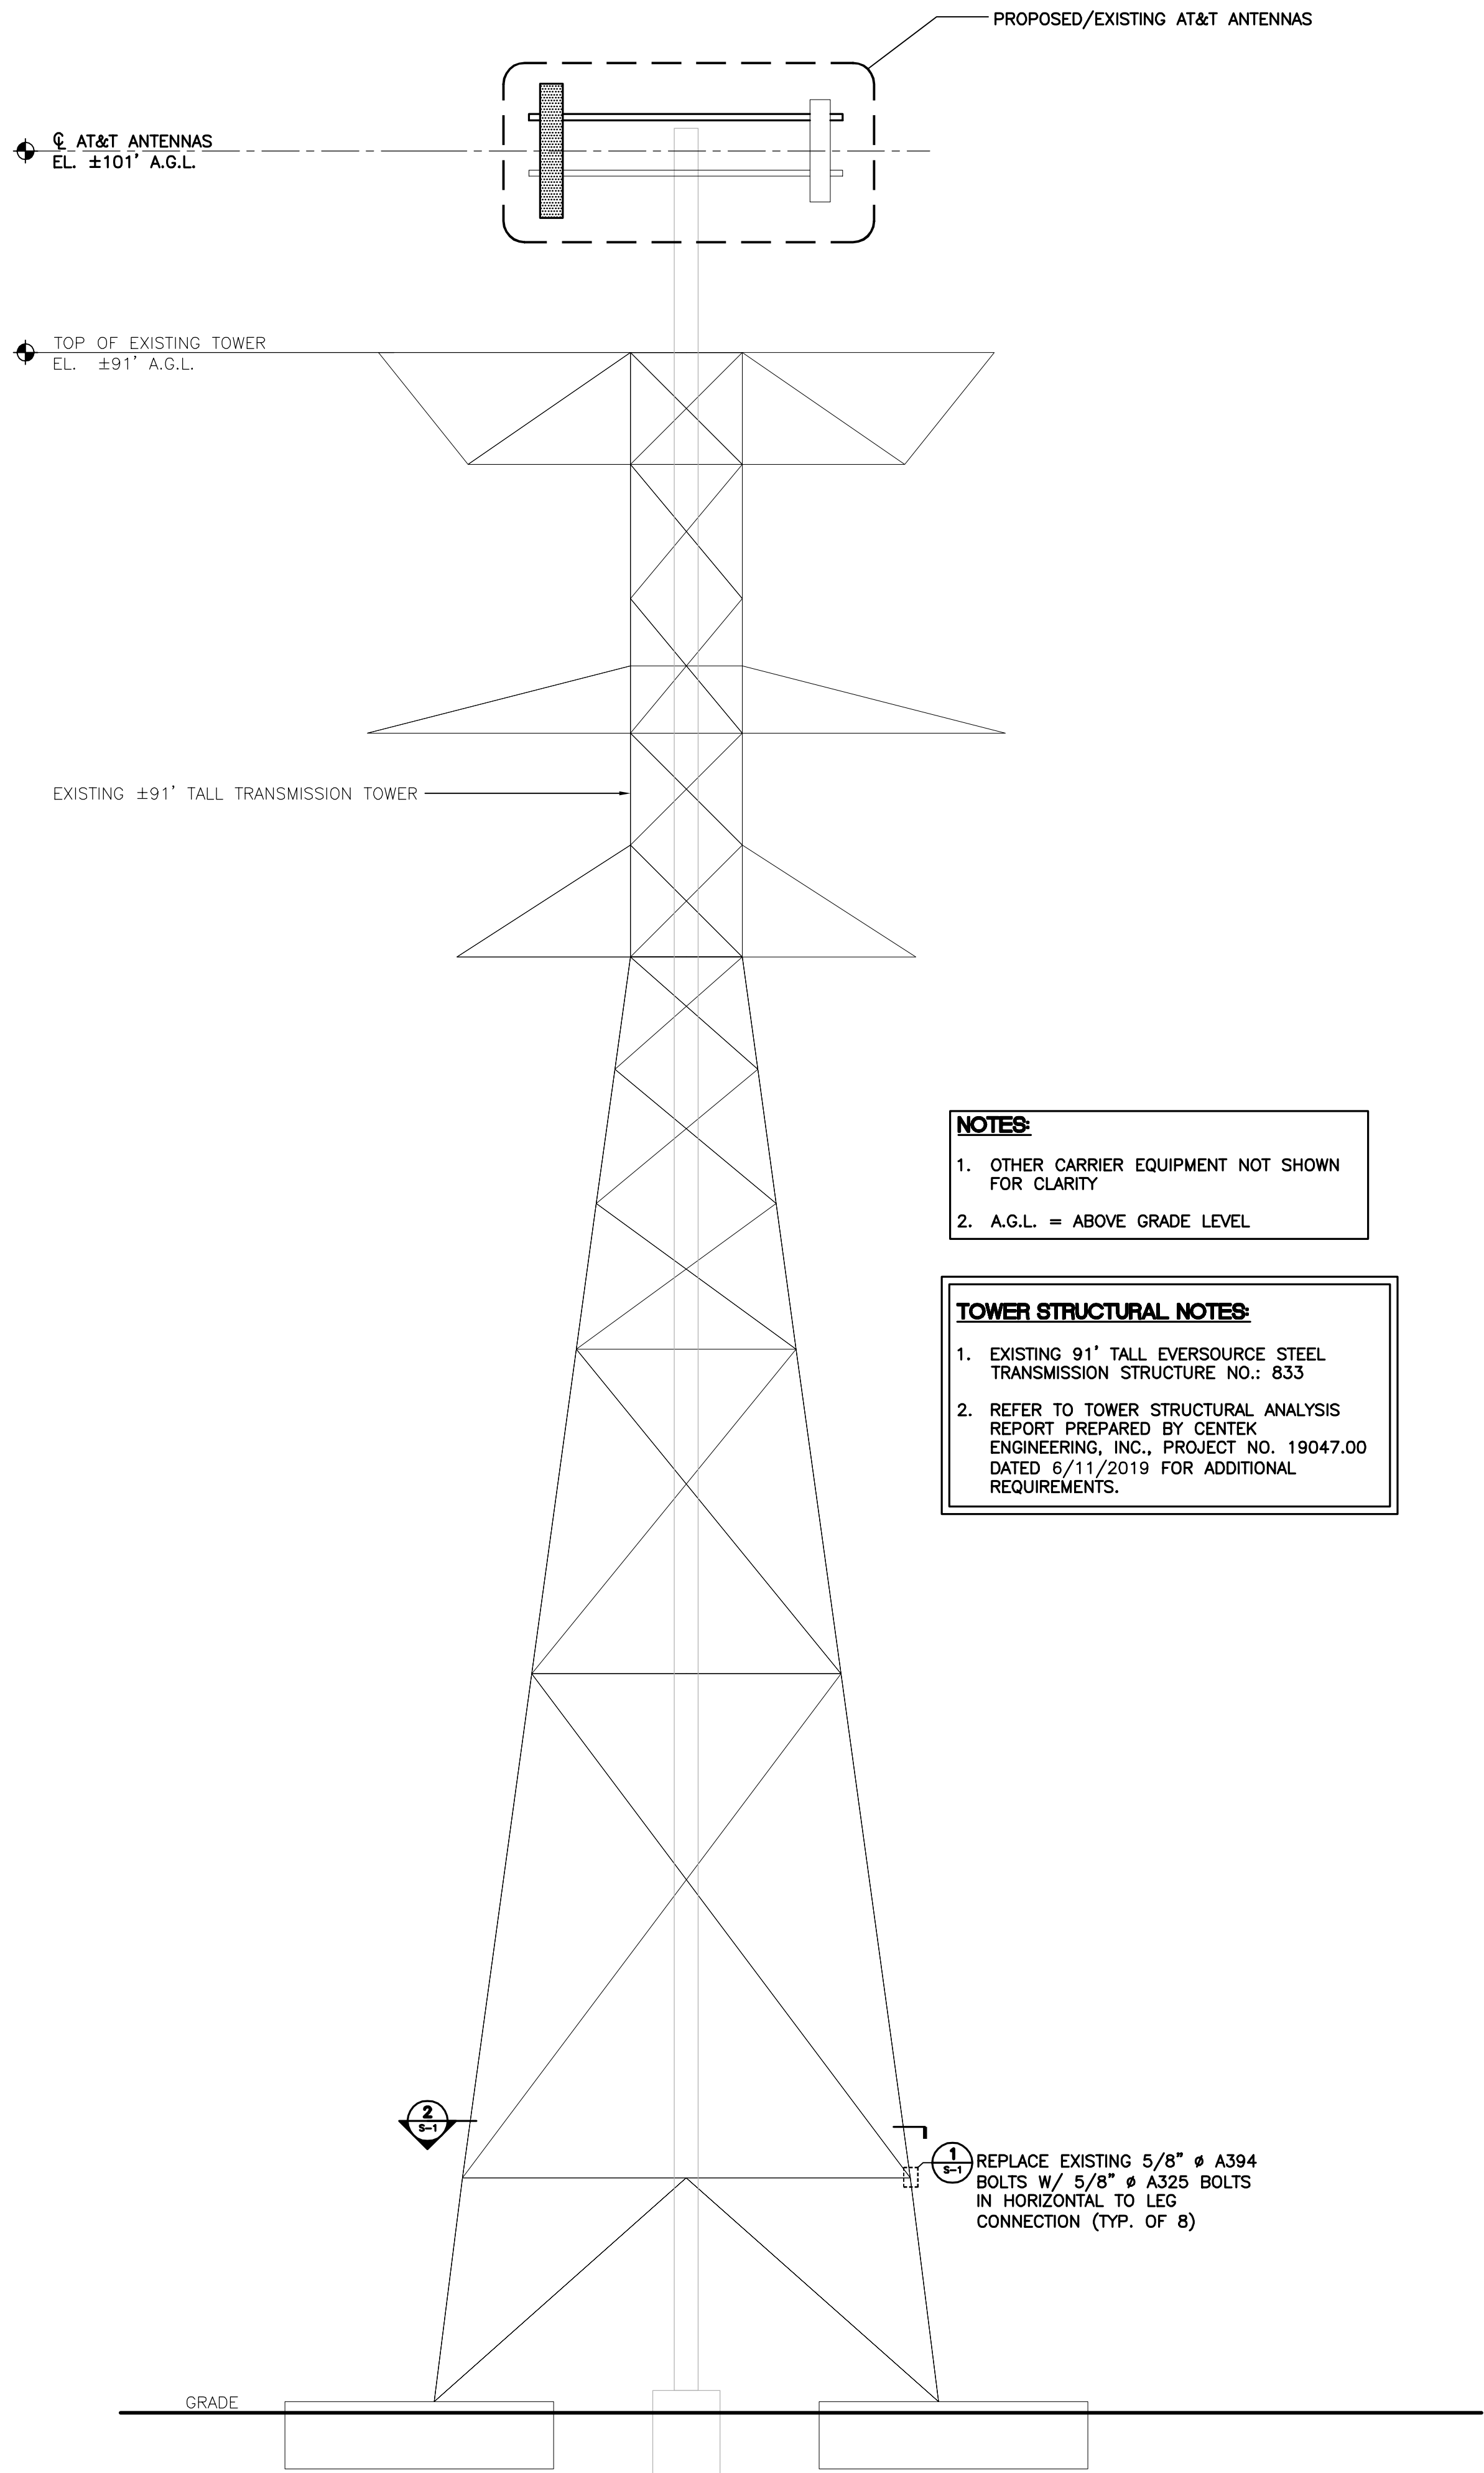 PROPOSED/EXISTING AT&T ANTENNAS
℄ AT&T ANTENNAS
EL. ±101' A.G.L.
TOP OF EXISTING TOWER
EL. ±91' A.G.L.
EXISTING ±91' TALL TRANSMISSION TOWER
NOTES:
1. OTHER CARRIER EQUIPMENT NOT SHOWN
FOR CLARITY
2. A.G.L. = ABOVE GRADE LEVEL
TOWER STRUCTURAL NOTES:
1. EXISTING 91' TALL EVERSOURCE STEEL
TRANSMISSION STRUCTURE NO.: 833
2. REFER TO TOWER STRUCTURAL ANALYSIS
REPORT PREPARED BY CENTEK
ENGINEERING, INC., PROJECT NO. 19047.00
DATED 6/11/2019 FOR ADDITIONAL
REQUIREMENTS.
2
S-1
1
S-1
REPLACE EXISTING 5/8" ø A394
BOLTS W/ 5/8" ø A325 BOLTS
IN HORIZONTAL TO LEG
CONNECTION (TYP. OF 8)
GRADE